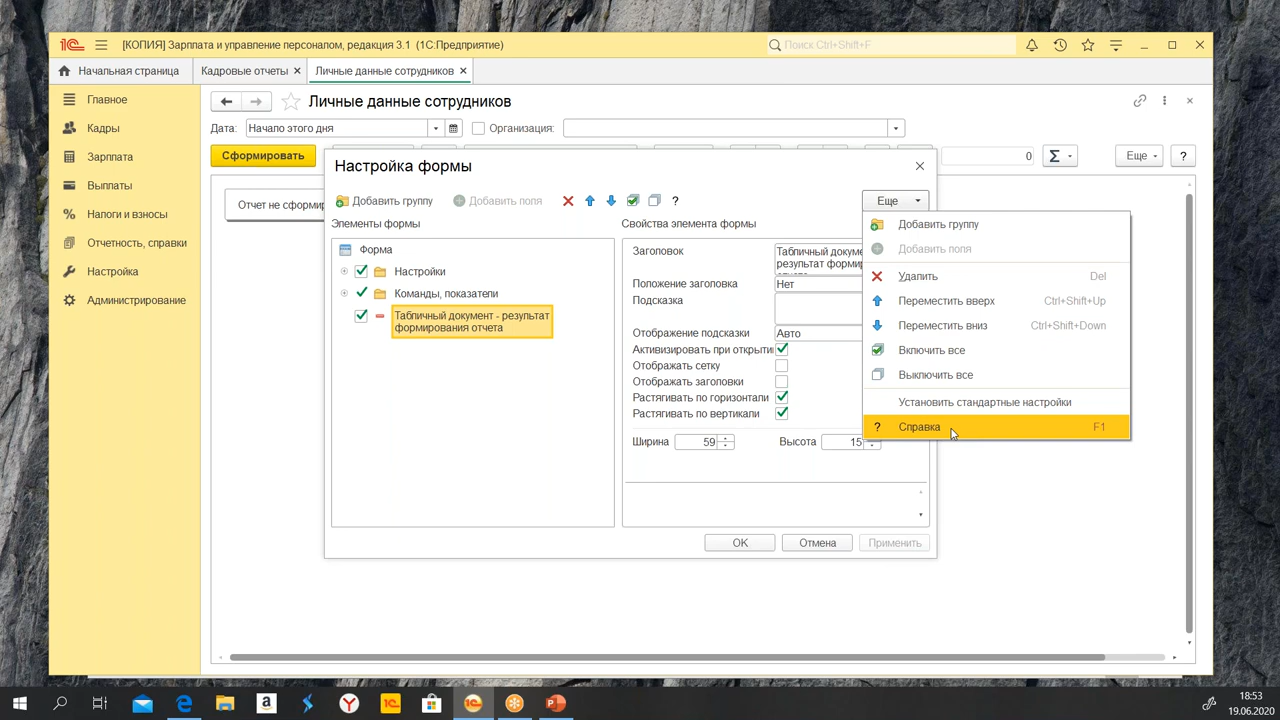 [КОПИЯ] Зарплата и управление персоналом, редакция 3.1 (1С:Предприятие)
Поиск Ctrl+Shift+F
Начальная страница
Кадровые отчеты
Личные данные сотрудников
Главное
Кадры
Зарплата
Выплаты
Налоги и взносы
Отчетность, справки
Настройка
Администрирование
Личные данные сотрудников
Дата:
Начало этого дня
Организация:
Сформировать
0
Σ
Еще
?
Отчет не сформир
Настройка формы
Добавить группу
Добавить поля
?
Еще
Элементы формы
Форма
Настройки
Команды, показатели
Табличный документ - результат
формирования отчета
Свойства элемента формы
Заголовок
Табличный докуме
результат формир
Положение заголовка
Нет
Подсказка
Отображение подсказки
Авто
Активизировать при открыти
Отображать сетку
Отображать заголовки
Растягивать по горизонтали
Растягивать по вертикали
Ширина
59
Высота
15
OK
Отмена
Применить
Добавить группу
Добавить поля
Удалить Del
Переместить вверх Ctrl+Shift+Up
Переместить вниз Ctrl+Shift+Down
Включить все
Выключить все
Установить стандартные настройки
? Справка F1
18:53
19.06.2020